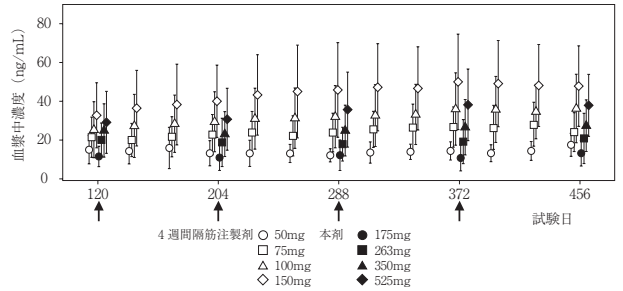 80
60
40
20
0
血漿中濃度（ng/mL）
120 204 288 372 456
試験日
4週間隔筋注製剤 ○ 50mg 本剤 ● 175mg
□ 75mg ■ 263mg
△ 100mg ▲ 350mg
◇ 150mg ◆ 525mg